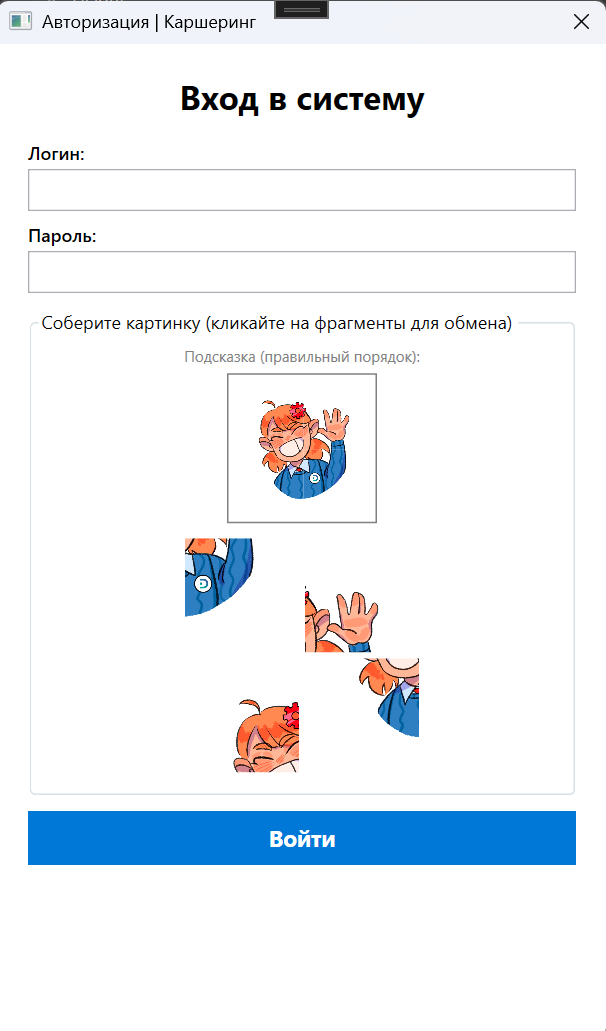 Авторизация | Каршеринг
Вход в систему
Логин:
Пароль:
Соберите картинку (кликайте на фрагменты для обмена)
Подсказка (правильный порядок):
Войти